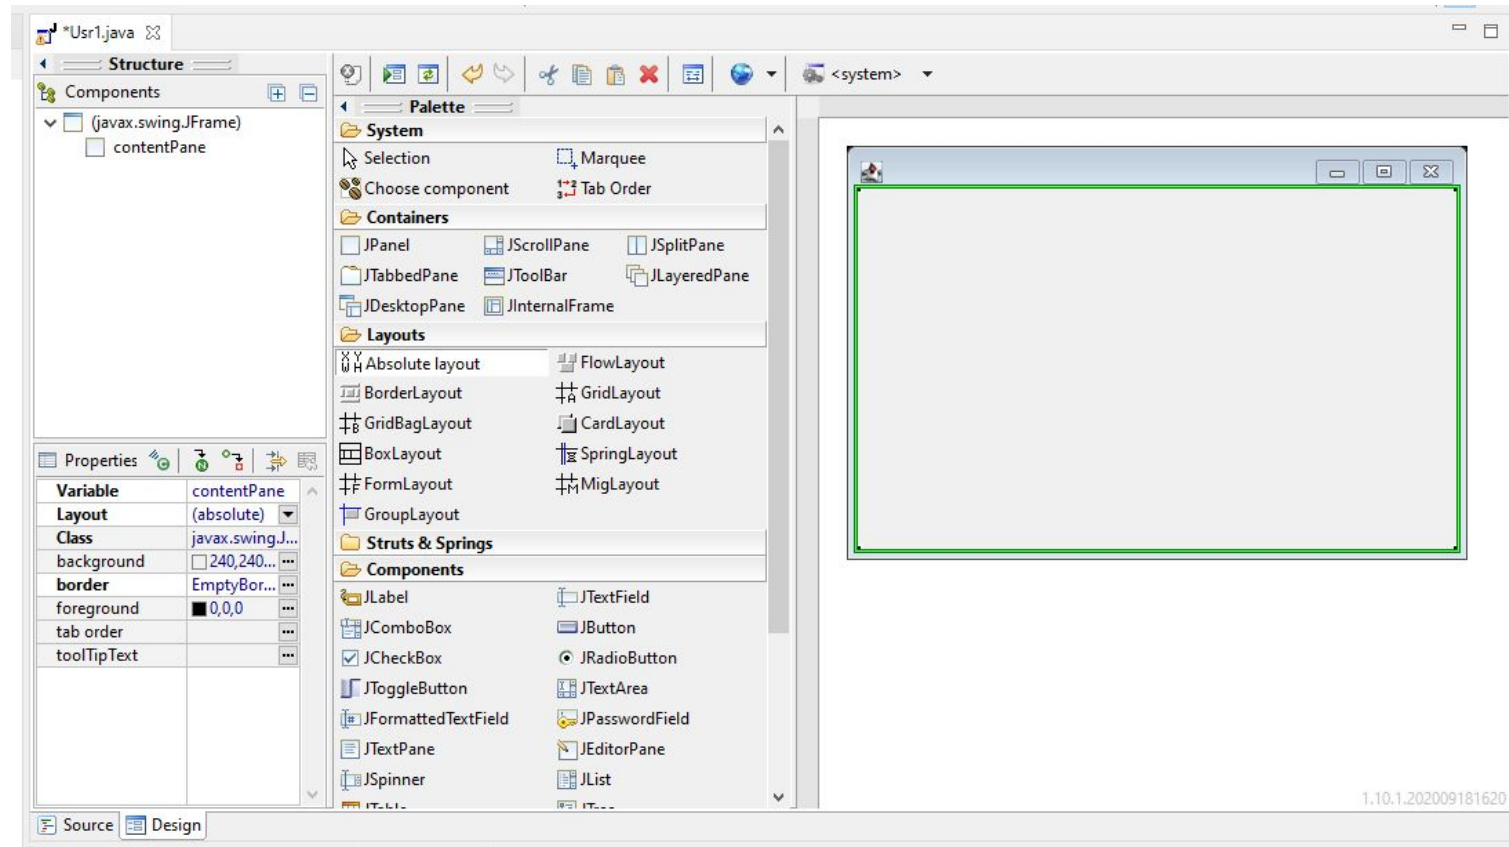 *Usr1.java
Structure
Components
(javax.swing.JFrame)
contentPane
Properties
Variable contentPane
Layout (absolute)
Class javax.swing.J...
background 240,240...
border EmptyBor...
foreground 0,0,0
tab order
toolTipText
<system>
Palette
System
Selection Marquee
Choose component Tab Order
Containers
JPanel JScrollPane JSplitPane
JTabbedPane JToolBar JLayeredPane
JDesktopPane JInternalFrame
Layouts
Absolute layout FlowLayout
BorderLayout GridLayout
GridBagLayout CardLayout
BoxLayout SpringLayout
FormLayout MigLayout
GroupLayout
Struts & Springs
Components
JLabel JTextField
JComboBox JButton
JCheckBox JRadioButton
JToggleButton JTextArea
JFormattedTextField JPasswordField
JTextPane JEditorPane
JSpinner JList
1.10.1.202009181620
Source Design